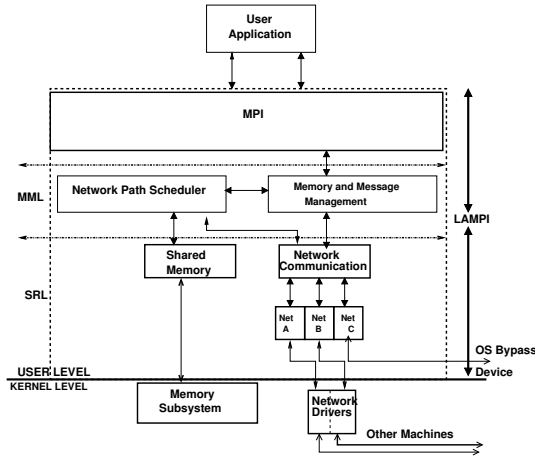 User
Application
MPI
MML
Network Path Scheduler
Memory and Message
Management
LAMPI
Shared
Memory
Network
Communication
SRL
Net
A
Net
B
Net
C
OS Bypass
Device
USER LEVEL
KERNEL LEVEL
Memory
Subsystem
Network
Drivers
Other Machines